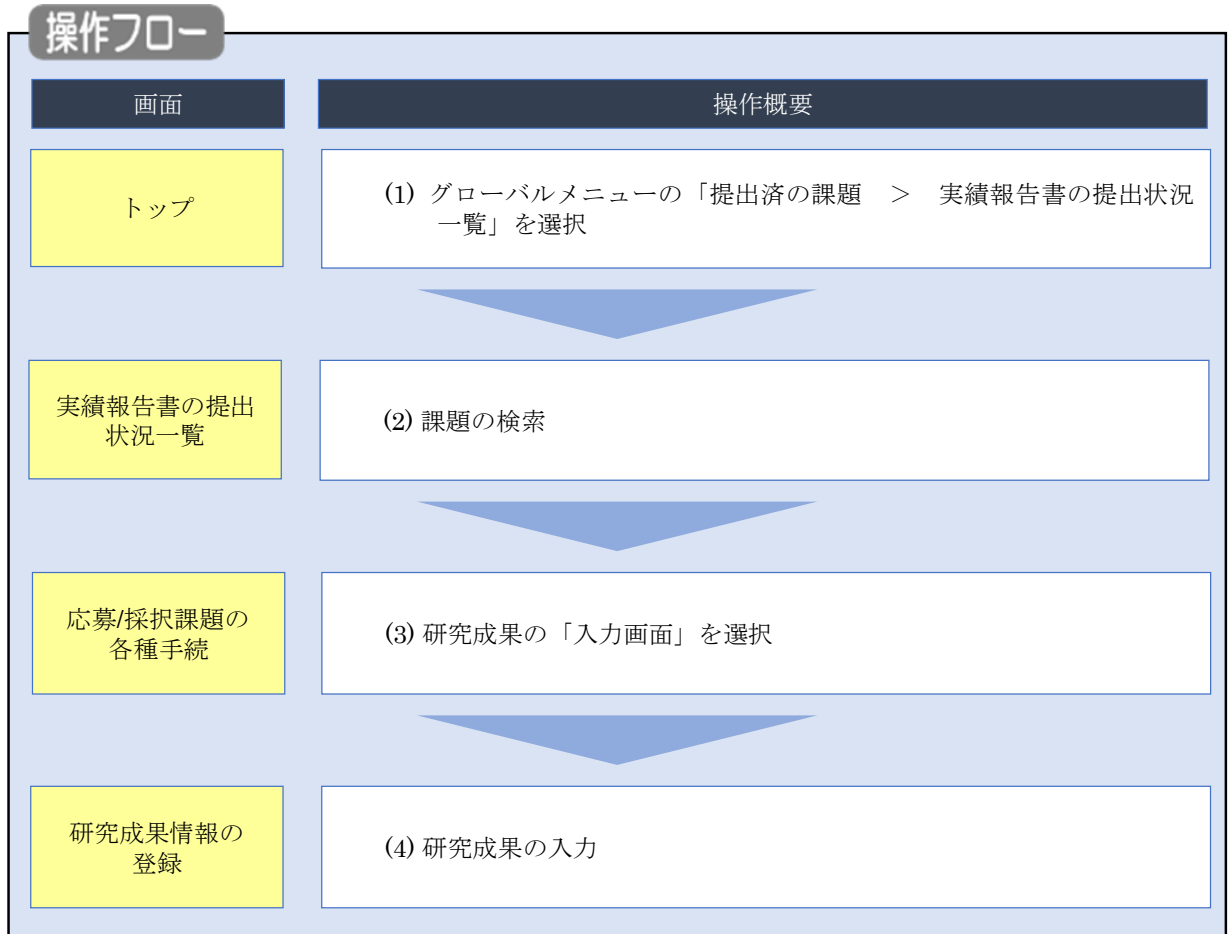 操作フロー
画面
操作概要
トップ
(1) グローバルメニューの「提出済の課題　＞　実績報告書の提出状況
一覧」を選択
実績報告書の提出
状況一覧
(2) 課題の検索
応募/採択課題の
各種手続
(3) 研究成果の「入力画面」を選択
研究成果情報の
登録
(4) 研究成果の入力